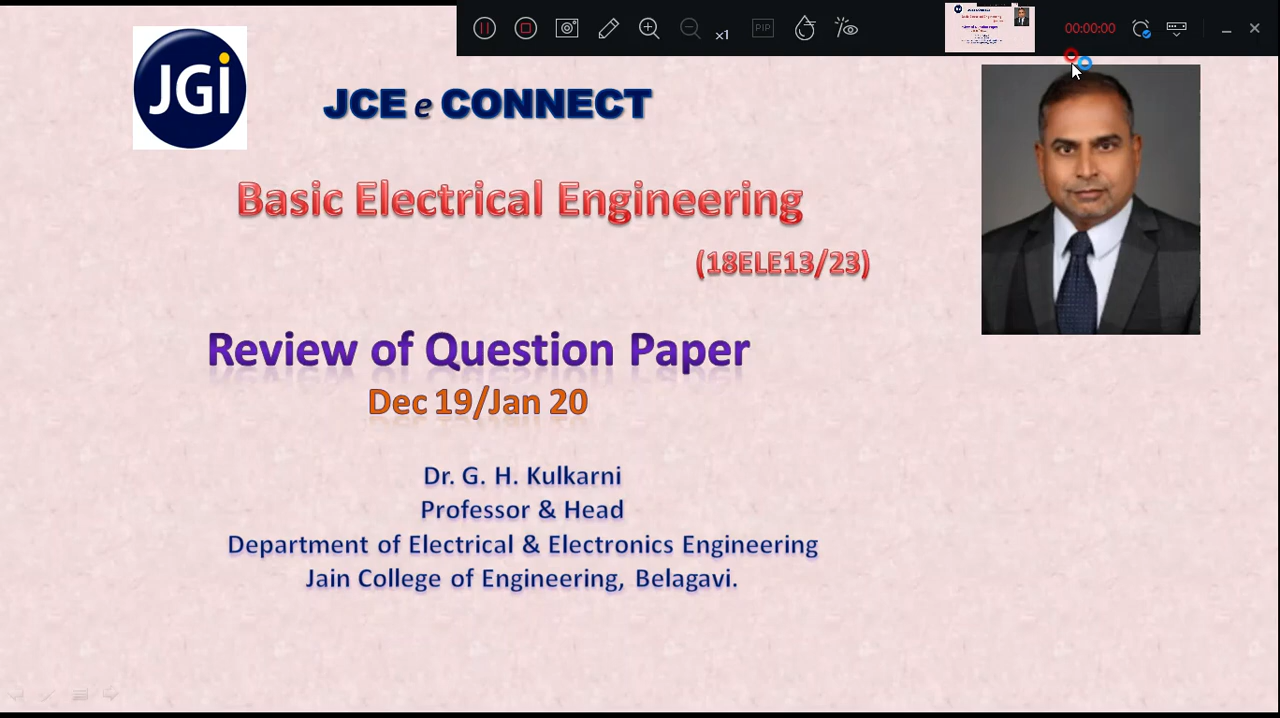 x1
PIP
00:00:00
JGi
JCE e CONNECT
Basic Electrical Engineering
(18ELE13/23)
Review of Question Paper
Dec 19/Jan 20
Dr. G. H. Kulkarni
Professor & Head
Department of Electrical & Electronics Engineering
Jain College of Engineering, Belagavi.